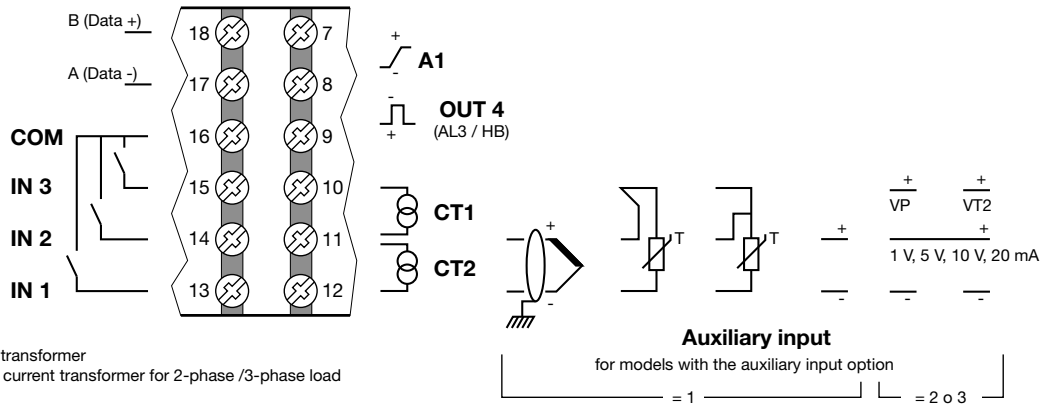 B (Data +)
18
7
+
-
A1
A (Data -)
17
8
COM
16
9
-
+
OUT 4
(AL3 / HB)
IN 3
15
10
CT1
IN 2
14
11
CT2
IN 1
13
12
+
-
T
T
+
-
+
VP
+
VT2
+
1 V, 5 V, 10 V, 20 mA
-
-
Auxiliary input
for models with the auxiliary input option
transformer
current transformer for 2-phase /3-phase load
= 1
= 2 o 3